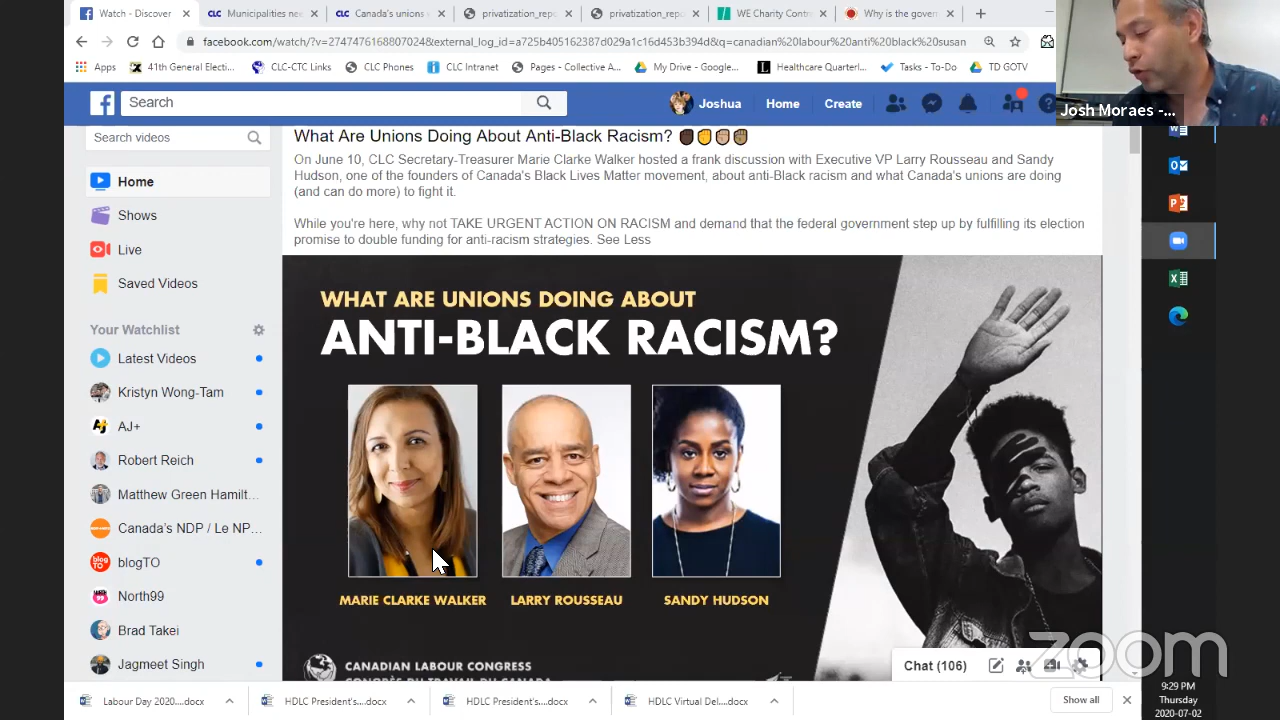 Watch - Discover
Municipalities nee
Canada's unions
privatization_repo
privatization_repo
WE Charity Contr
Why is the govern
facebook.com/watch/?v=2747476168807024&external_log_id=a725b405162387d029a1c16d453b394d&q=canadian%20labour%20anti%20black%20susan
Apps
41th General Electi...
CLC-CTC Links
CLC Phones
CLC Intranet
Pages - Collective A...
My Drive - Google...
Healthcare Quarterl...
Tasks - To-Do
TD GOTV
Josh Moraes -...
Search
Joshua
Home
Create
Search videos
Home
Shows
Live
Saved Videos
Your Watchlist
Latest Videos
Kristyn Wong-Tam
AJ+
Robert Reich
Matthew Green Hamilt...
Canada's NDP / Le NP...
blogTO
North99
Brad Takei
Jagmeet Singh
What Are Unions Doing About Anti-Black Racism? ✊🏿✊✊🏼✊🏽
On June 10, CLC Secretary-Treasurer Marie Clarke Walker hosted a frank discussion with Executive VP Larry Rousseau and Sandy
Hudson, one of the founders of Canada's Black Lives Matter movement, about anti-Black racism and what Canada's unions are doing
(and can do more) to fight it.
While you're here, why not TAKE URGENT ACTION ON RACISM and demand that the federal government step up by fulfilling its election
promise to double funding for anti-racism strategies. See Less
WHAT ARE UNIONS DOING ABOUT
ANTI-BLACK RACISM?
MARIE CLARKE WALKER
LARRY ROUSSEAU
SANDY HUDSON
CANADIAN LABOUR CONGRESS
CONGRÈS DU TRAVAIL DU CANADA
Chat (106)
zoom
Labour Day 2020....docx
HDLC President's....docx
HDLC President's....docx
HDLC Virtual Del....docx
Show all
9:29 PM
Thursday
2020-07-02